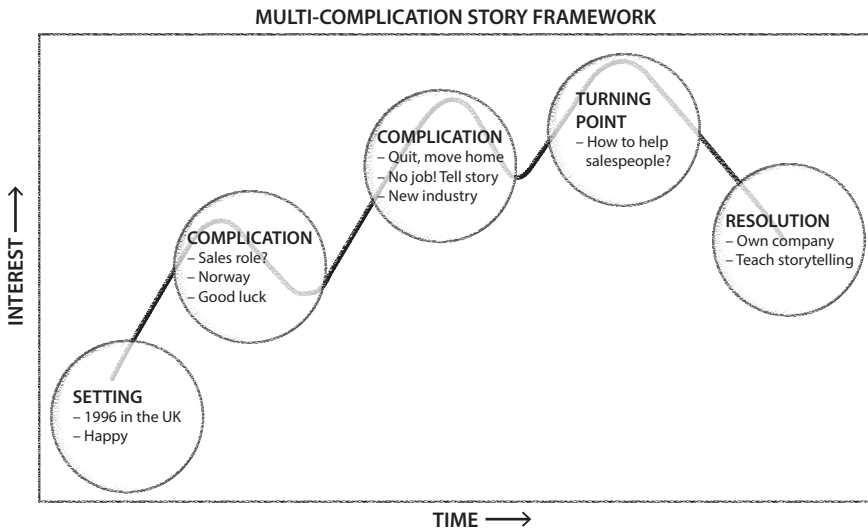 MULTI-COMPLICATION STORY FRAMEWORK
INTEREST
SETTING
– 1996 in the UK
– Happy
COMPLICATION
– Sales role?
– Norway
– Good luck
COMPLICATION
– Quit, move home
– No job! Tell story
– New industry
TURNING
POINT
– How to help
salespeople?
RESOLUTION
– Own company
– Teach storytelling
TIME